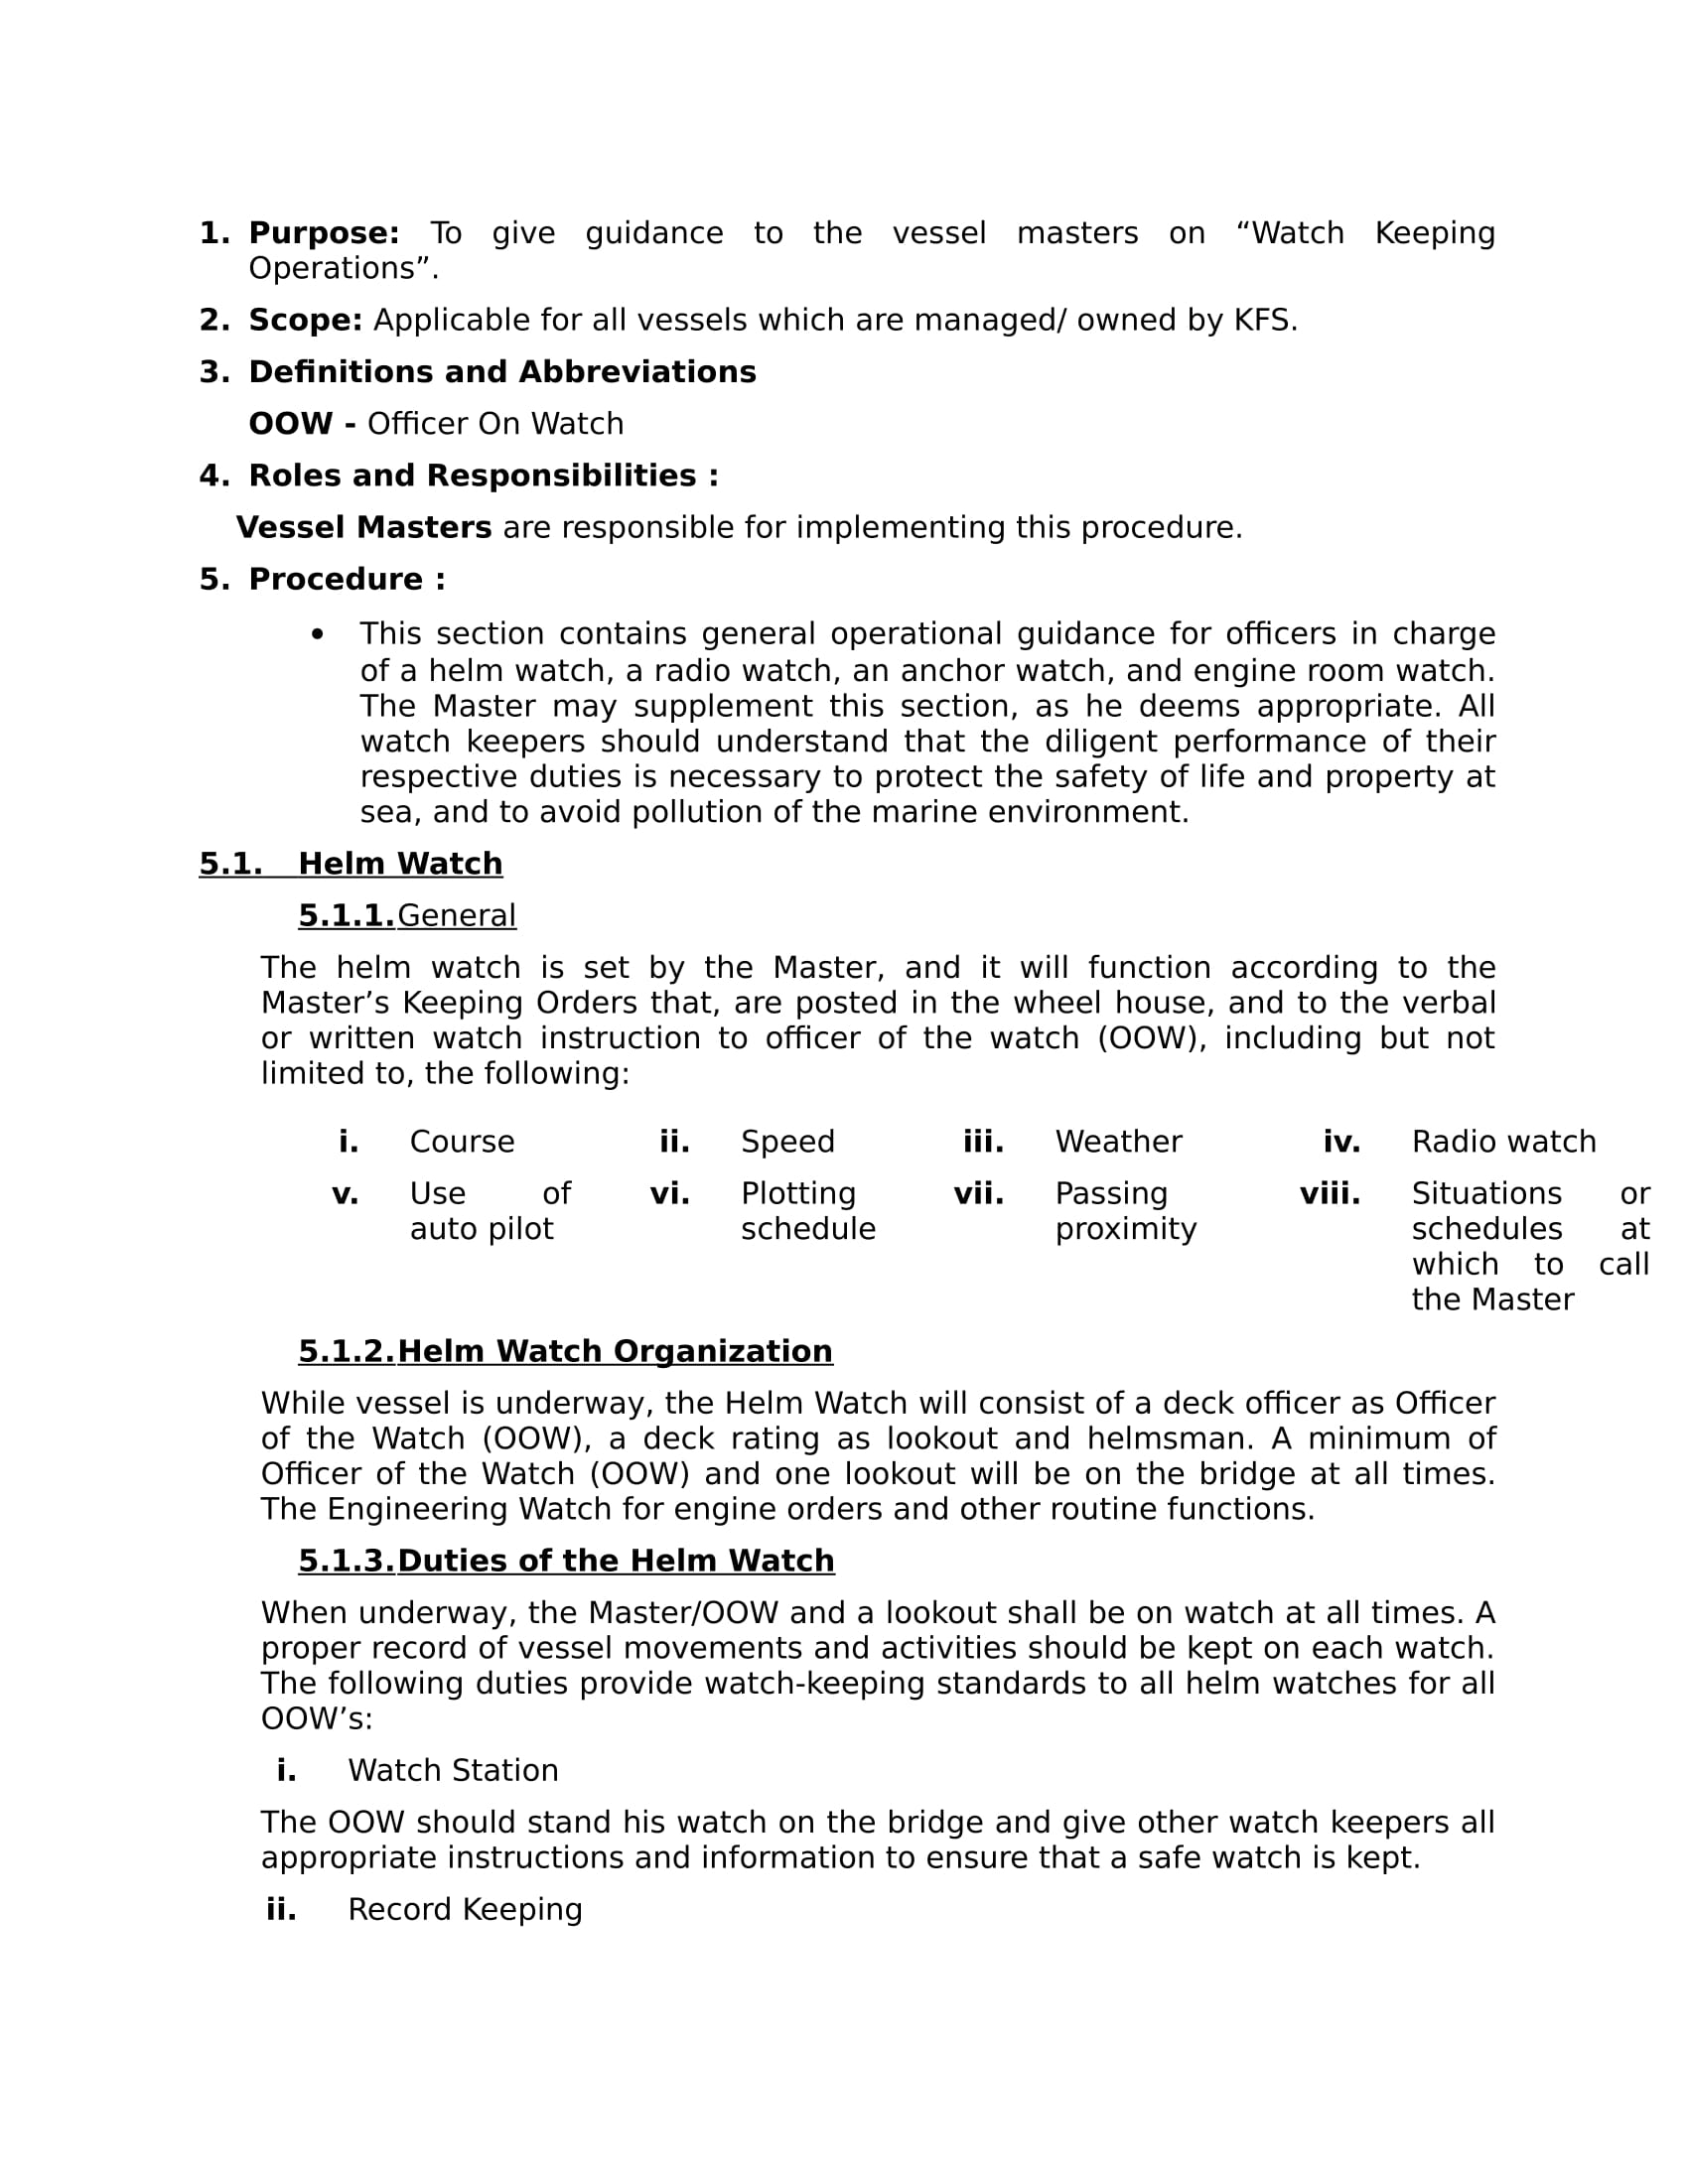 1. Purpose: To give guidance to the vessel masters on “Watch Keeping
Operations”.
2. Scope: Applicable for all vessels which are managed/ owned by KFS.
3. Definitions and Abbreviations
OOW - Officer On Watch
4. Roles and Responsibilities :
Vessel Masters are responsible for implementing this procedure.
5. Procedure :
• This section contains general operational guidance for officers in charge
of a helm watch, a radio watch, an anchor watch, and engine room watch.
The Master may supplement this section, as he deems appropriate. All
watch keepers should understand that the diligent performance of their
respective duties is necessary to protect the safety of life and property at
sea, and to avoid pollution of the marine environment.
5.1. Helm Watch
5.1.1. General
The helm watch is set by the Master, and it will function according to the
Master’s Keeping Orders that, are posted in the wheel house, and to the verbal
or written watch instruction to officer of the watch (OOW), including but not
limited to, the following:
i. Course ii. Speed iii. Weather iv. Radio watch
v. Use of vi. Plotting vii. Passing viii. Situations or
auto pilot schedule proximity schedules at
which to call
the Master
5.1.2. Helm Watch Organization
While vessel is underway, the Helm Watch will consist of a deck officer as Officer
of the Watch (OOW), a deck rating as lookout and helmsman. A minimum of
Officer of the Watch (OOW) and one lookout will be on the bridge at all times.
The Engineering Watch for engine orders and other routine functions.
5.1.3. Duties of the Helm Watch
When underway, the Master/OOW and a lookout shall be on watch at all times. A
proper record of vessel movements and activities should be kept on each watch.
The following duties provide watch-keeping standards to all helm watches for all
OOW’s:
i. Watch Station
The OOW should stand his watch on the bridge and give other watch keepers all
appropriate instructions and information to ensure that a safe watch is kept.
ii. Record Keeping